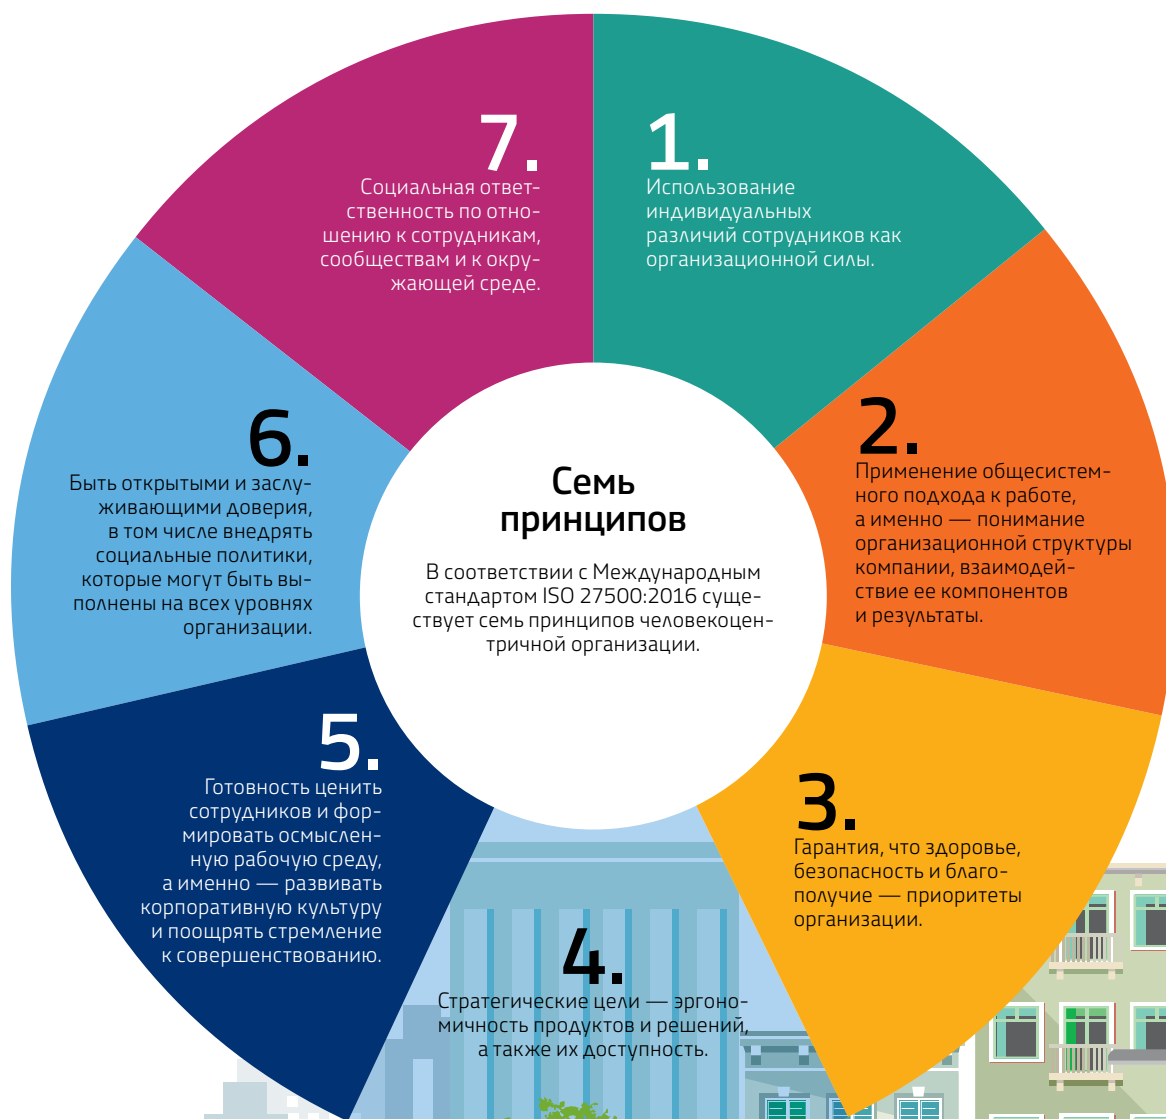 Семь
принципов
В соответствии с Международным
стандартом ISO 27500:2016 суще-
ствует семь принципов человекоцен-
тричной организации.
1.
Использование
индивидуальных
различий сотрудников как
организационной силы.
2.
Применение общесистем-
ного подхода к работе,
а именно — понимание
организационной структуры
компании, взаимодей-
ствие ее компонентов
и результаты.
3.
Гарантия, что здоровье,
безопасность и благо-
получие — приоритеты
организации.
4.
Стратегические цели — эргоно-
мичность продуктов и решений,
а также их доступность.
5.
Готовность ценить
сотрудников и фор-
мировать осмыслен-
ную рабочую среду,
а именно — развивать
корпоративную культуру
и поощрять стремление
к совершенствованию.
6.
Быть открытыми и заслу-
живающими доверия,
в том числе внедрять
социальные политики,
которые могут быть вы-
полнены на всех уровнях
организации.
7.
Социальная ответ-
ственность по отно-
шению к сотрудникам,
сообществам и к окру-
жающей среде.